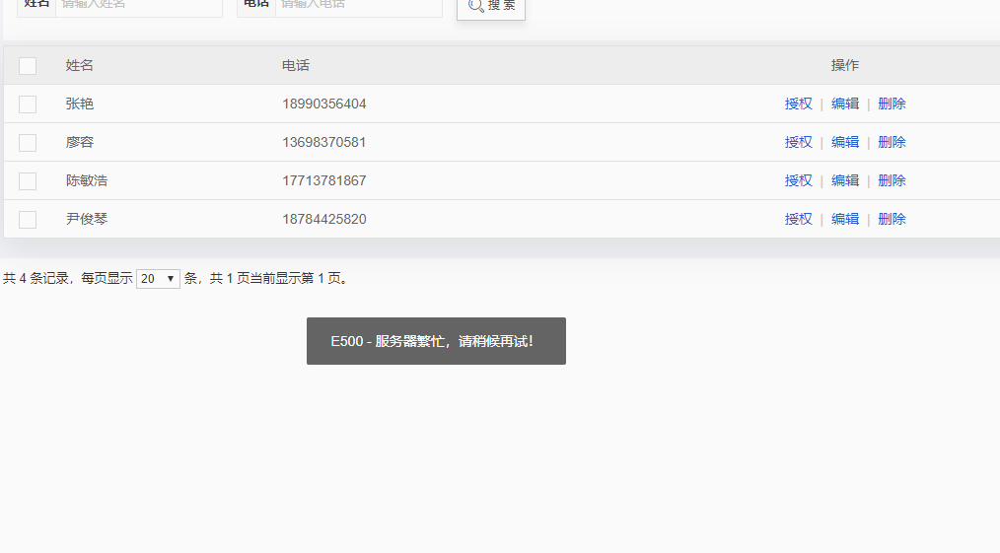 姓名 请输入姓名 电话 请输入电话 搜 索
姓名 电话 操作
张艳 18990356404 授权 | 编辑 | 删除
廖容 13698370581 授权 | 编辑 | 删除
陈敏浩 17713781867 授权 | 编辑 | 删除
尹俊琴 18784425820 授权 | 编辑 | 删除
共 4 条记录，每页显示 20 ▼ 条，共 1 页当前显示第 1 页。
E500 - 服务器繁忙，请稍候再试！